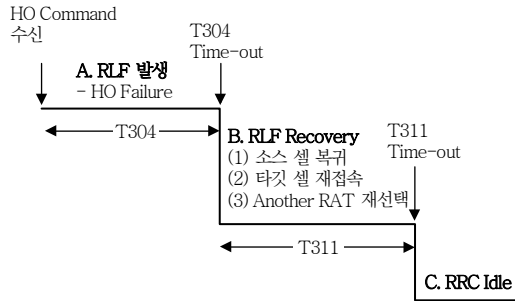 HO Command
수신
T304
Time-out
A. RLF 발생
- HO Failure
T304
B. RLF Recovery
(1) 소스 셀 복귀
(2) 타깃 셀 재접속
(3) Another RAT 재선택
T311
Time-out
T311
C. RRC Idle